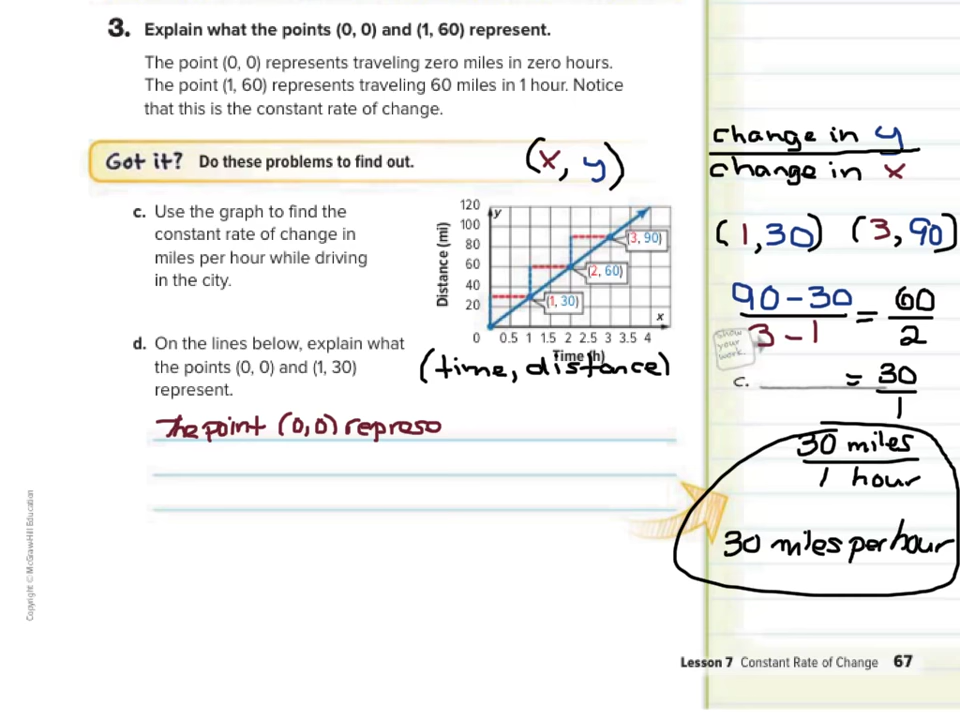 3. Explain what the points (0, 0) and (1, 60) represent.
The point (0, 0) represents traveling zero miles in zero hours.
The point (1, 60) represents traveling 60 miles in 1 hour. Notice
that this is the constant rate of change.
Got it? Do these problems to find out.
(x, y)
c. Use the graph to find the
constant rate of change in
miles per hour while driving
in the city.
Distance (mi)
120
100
80
60
40
20
0
y
(3, 90)
(2, 60)
(1, 30)
x
0.5 1 1.5 2 2.5 3 3.5 4
Time (h)
(time, distance)
d. On the lines below, explain what
the points (0, 0) and (1, 30)
represent.
The point (0,0) represo
change in y
change in x
(1,30) (3,90)
90-30 = 60
3-1 2
Show
your
work.
c. = 30
1
30 miles
1 hour
30 miles per hour
Copyright © McGraw-Hill Education
Lesson 7 Constant Rate of Change 67